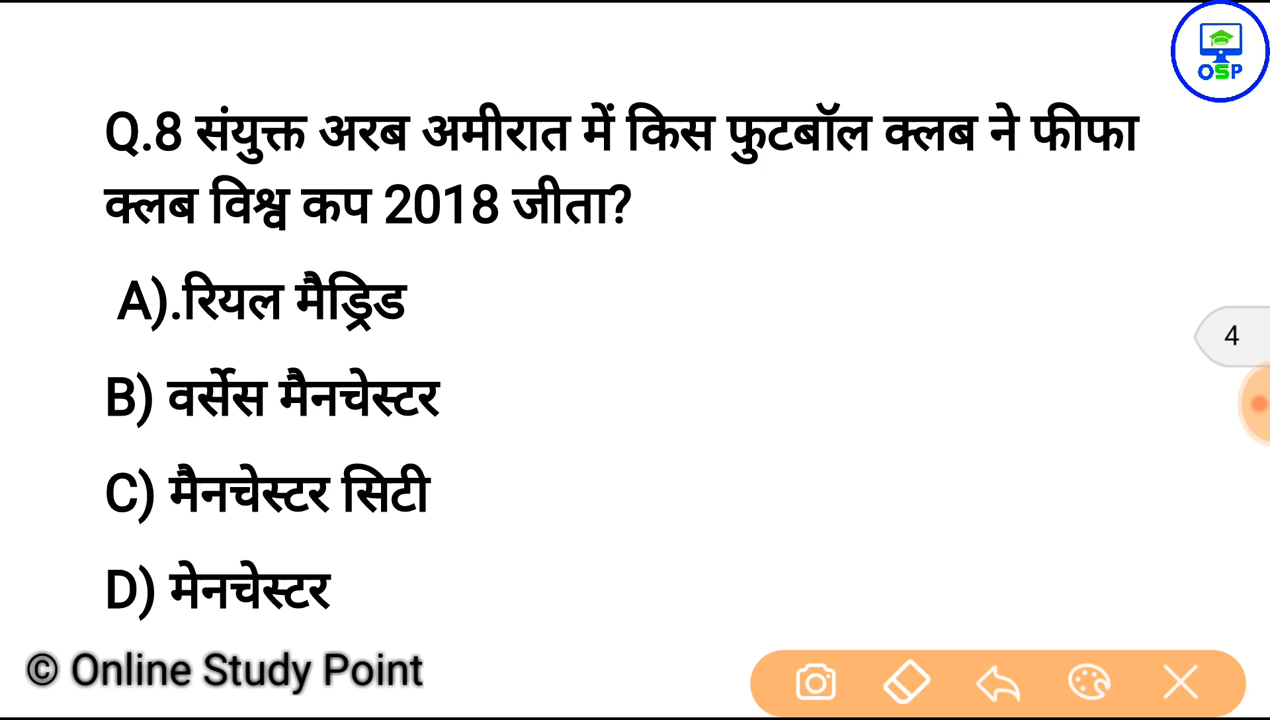 OSP
Q.8 संयुक्त अरब अमीरात में किस फुटबॉल क्लब ने फीफा
क्लब विश्व कप 2018 जीता?
A).रियल मैड्रिड
4
B) वर्सेस मैनचेस्टर
C) मैनचेस्टर सिटी
D) मेनचेस्टर
© Online Study Point